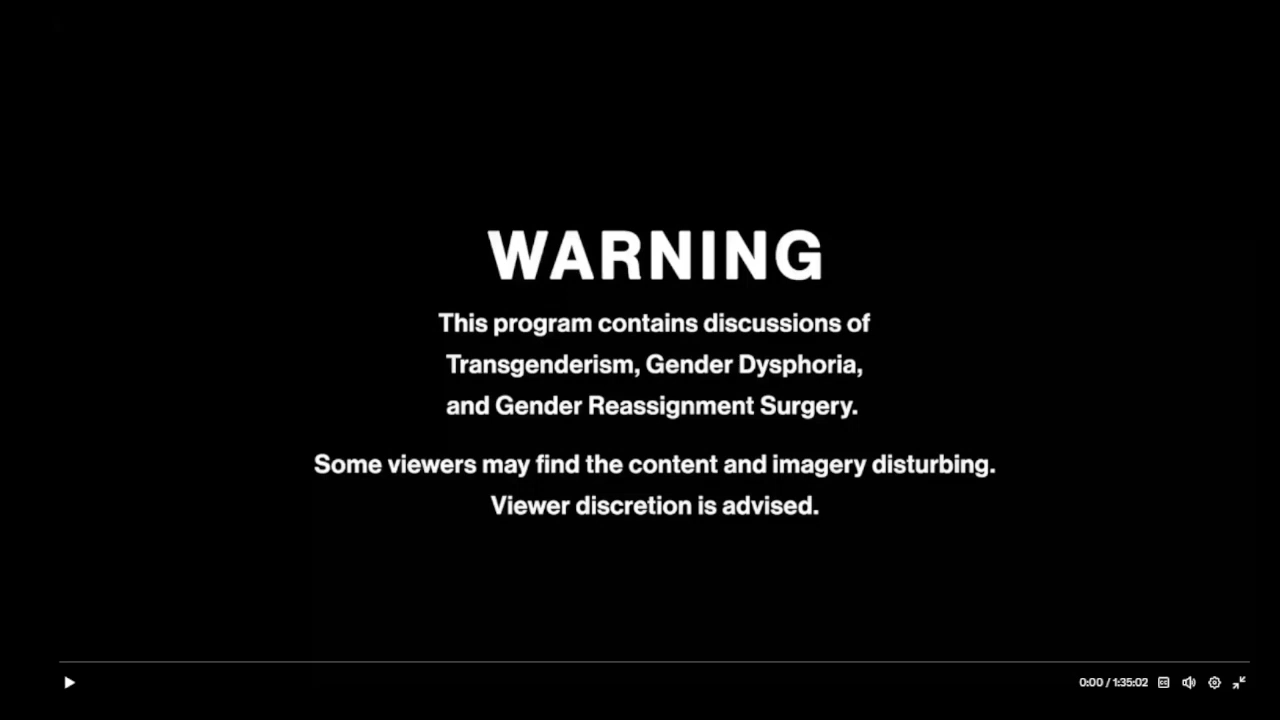 WARNING
This program contains discussions of
Transgenderism, Gender Dysphoria,
and Gender Reassignment Surgery.
Some viewers may find the content and imagery disturbing.
Viewer discretion is advised.
0:00 / 1:35:02
CC